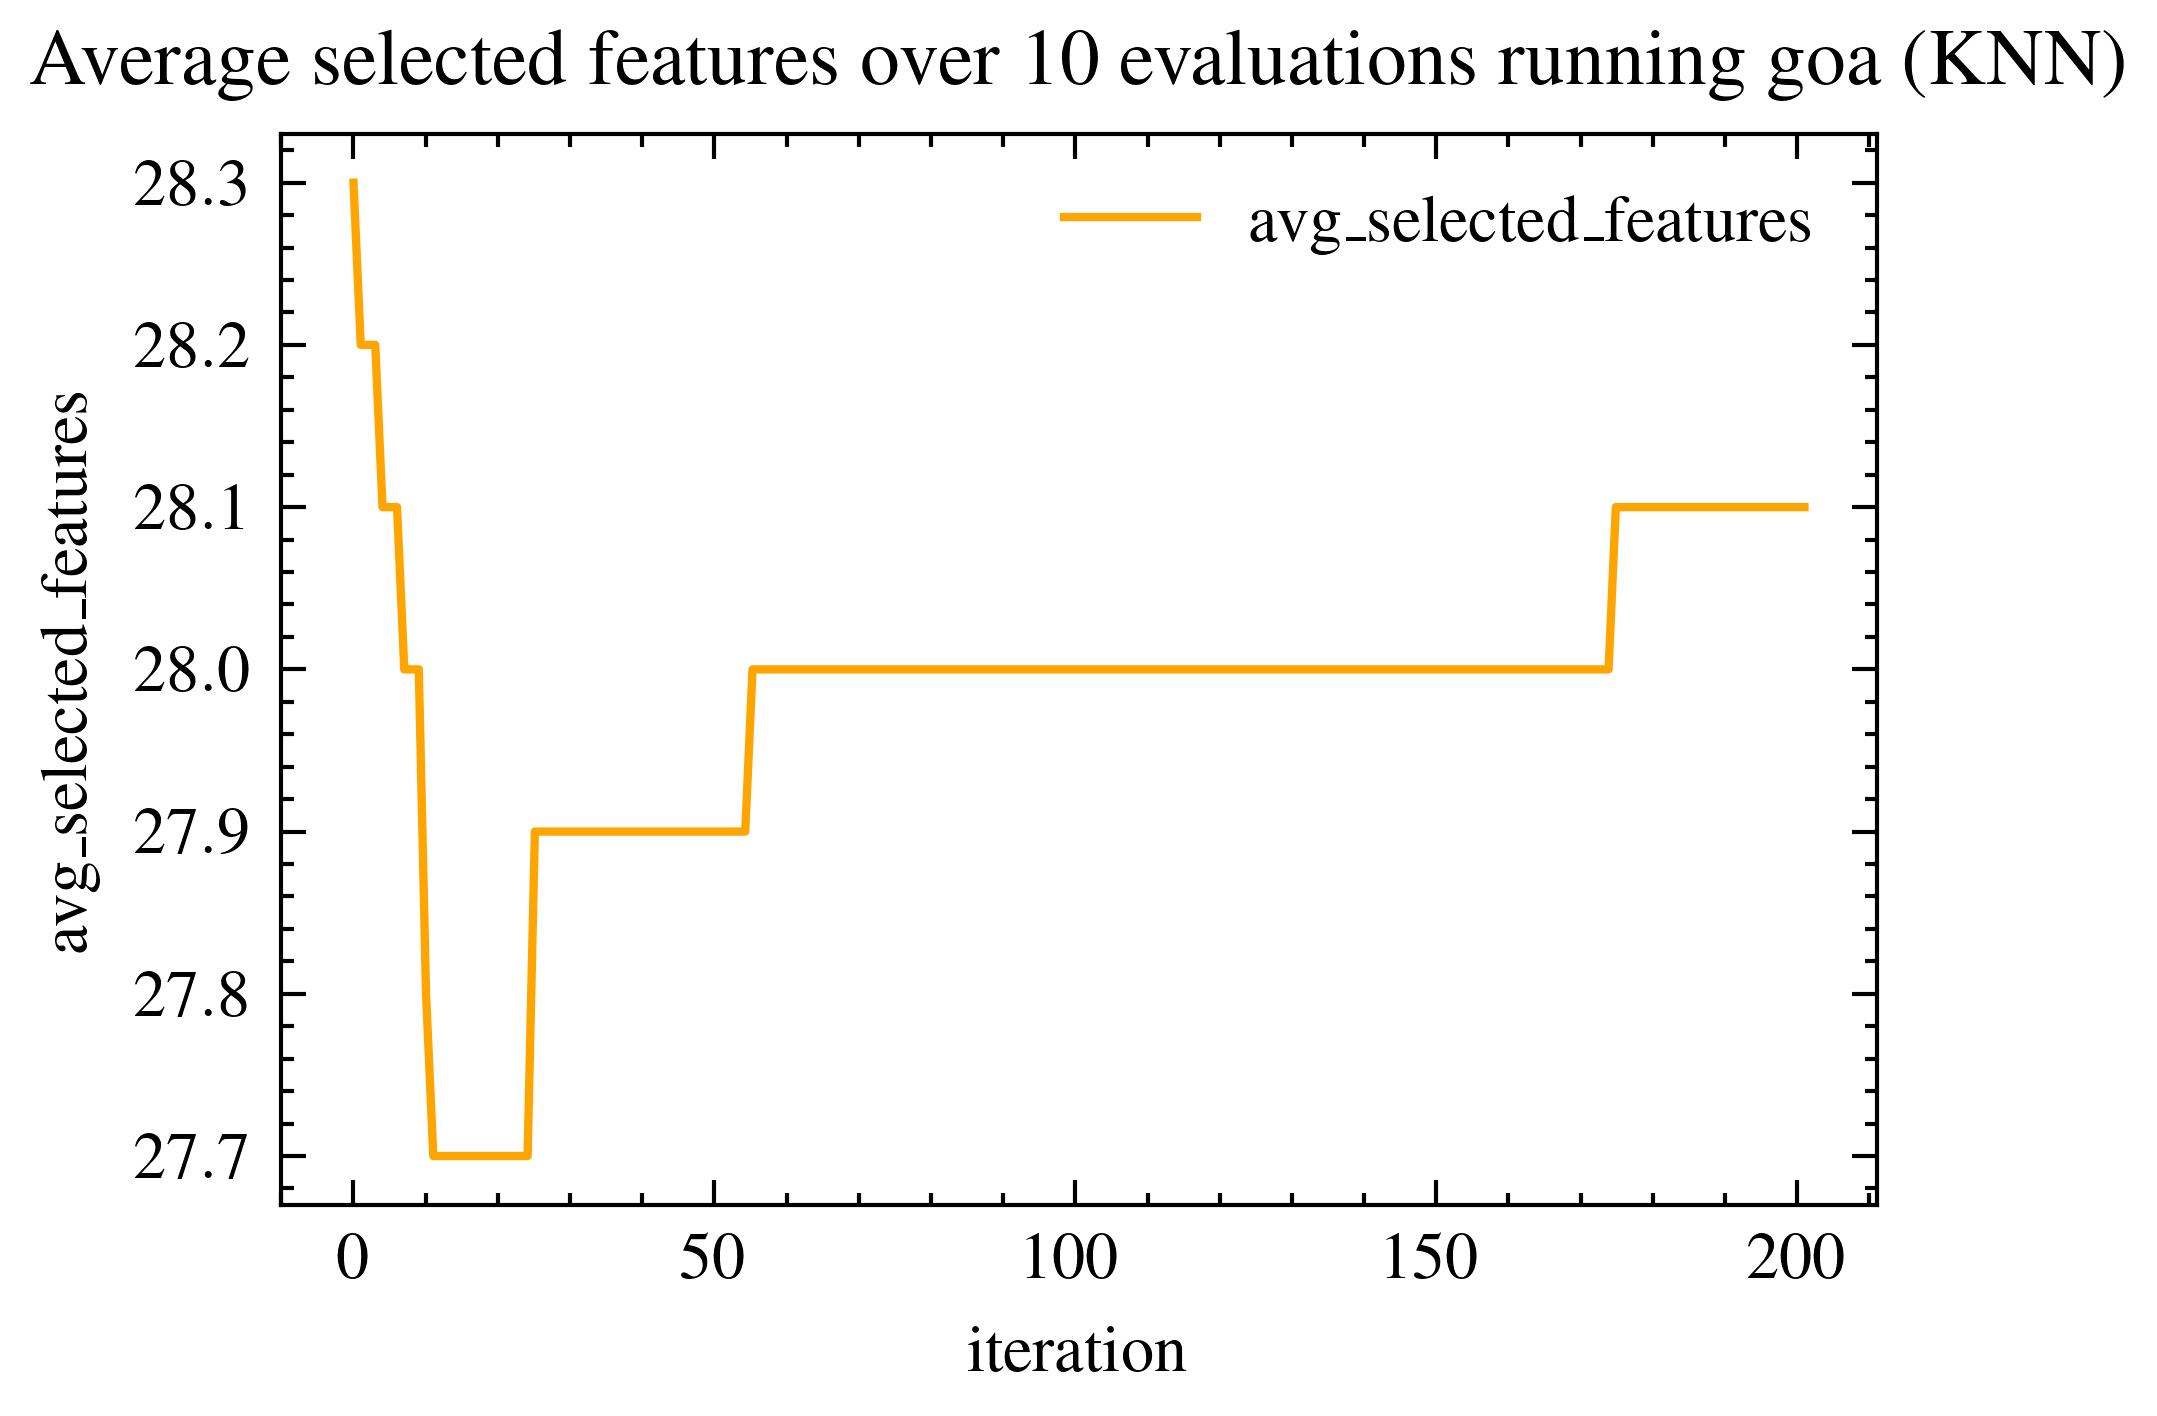 Average selected features over 10 evaluations running goa (KNN)
avg_selected_features
28.3
28.2
28.1
28.0
27.9
27.8
27.7
avg_selected_features
0 50 100 150 200
iteration